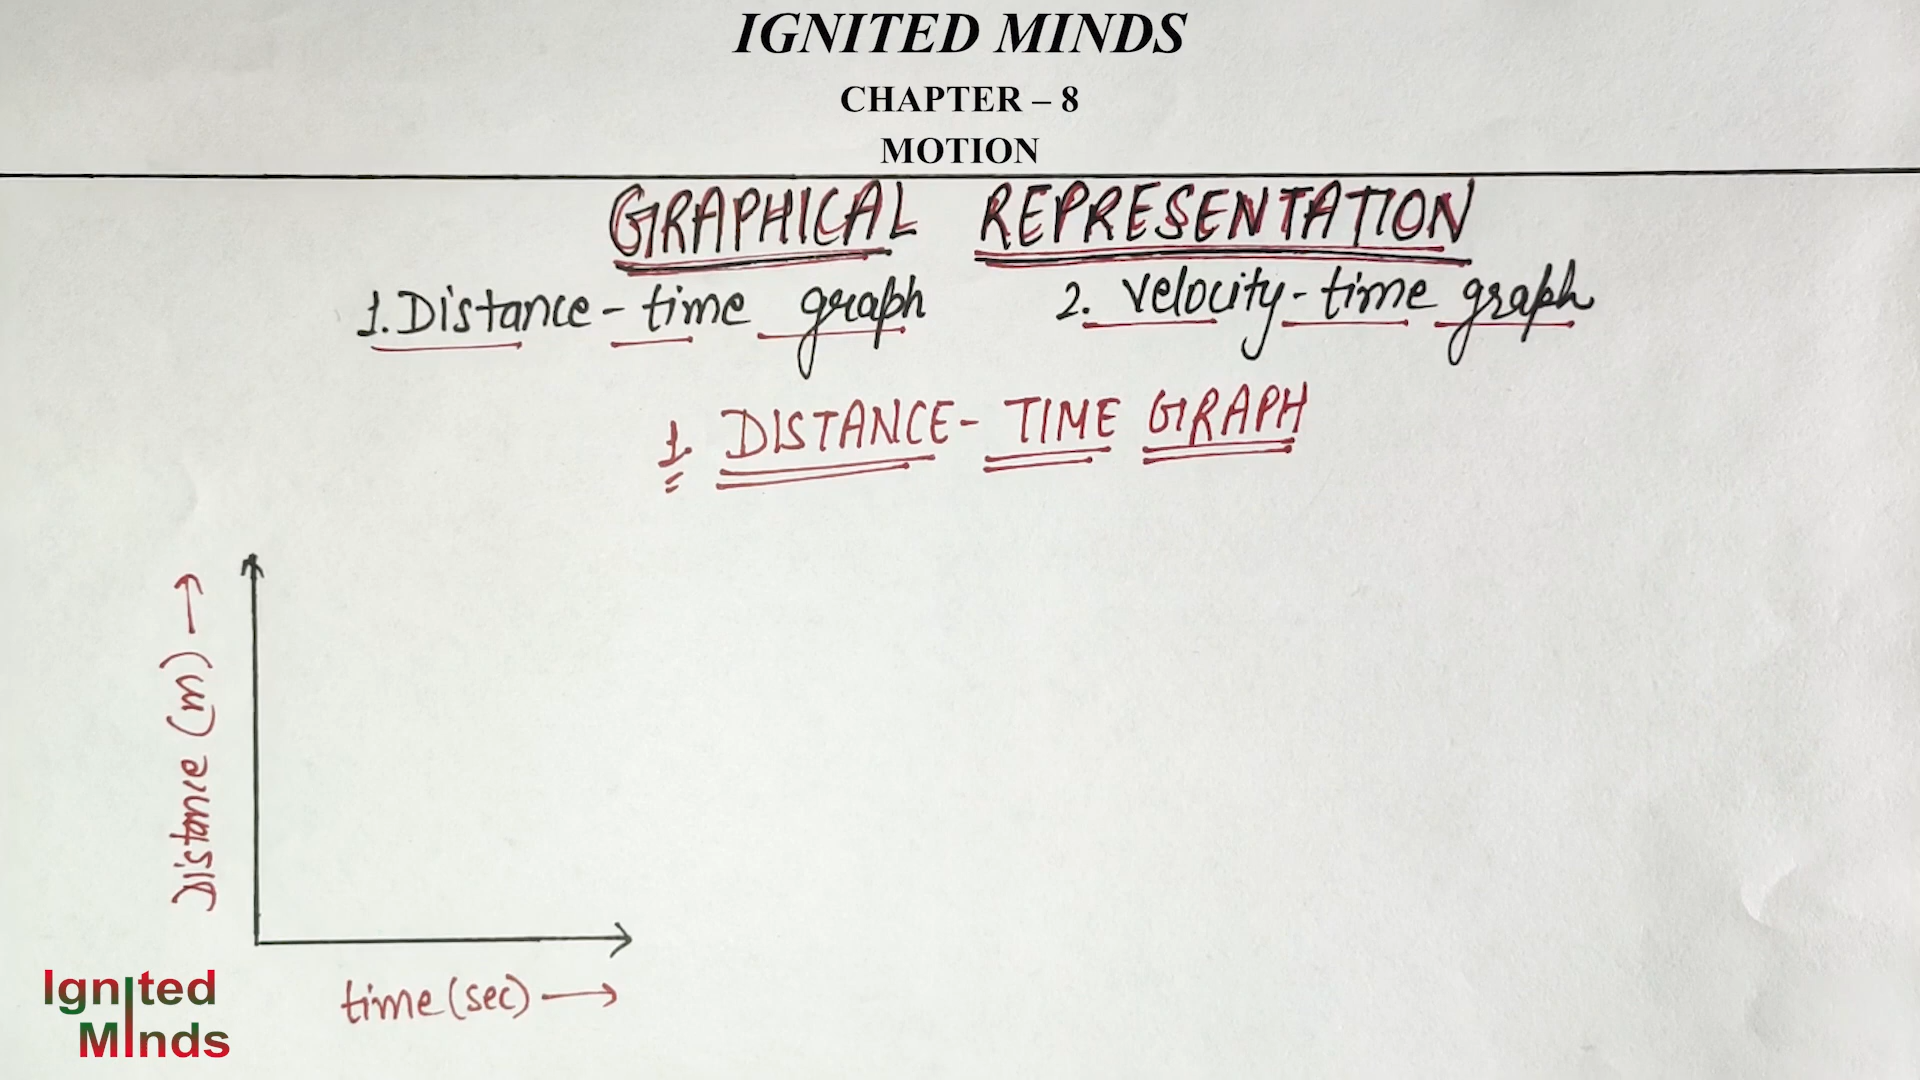 IGNITED MINDS
CHAPTER – 8
MOTION
GRAPHICAL REPRESENTATION
1. Distance - time graph 2. Velocity - time graph
1. DISTANCE - TIME GRAPH
Distance (m) →
time (sec) →
Ignited
Minds